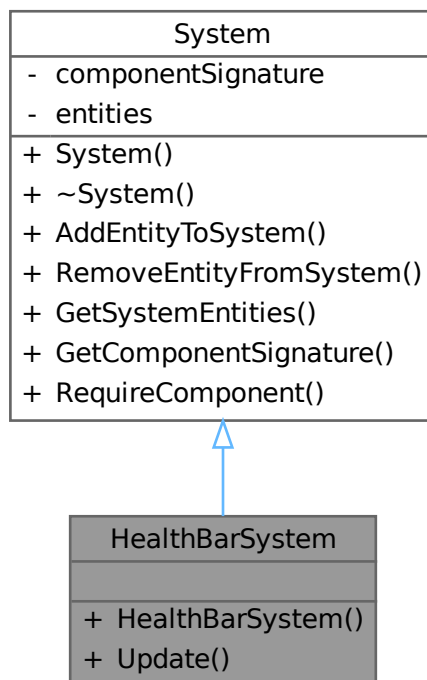 System
- componentSignature
- entities
+ System()
+ ~System()
+ AddEntityToSystem()
+ RemoveEntityFromSystem()
+ GetSystemEntities()
+ GetComponentSignature()
+ RequireComponent()
HealthBarSystem
+ HealthBarSystem()
+ Update()